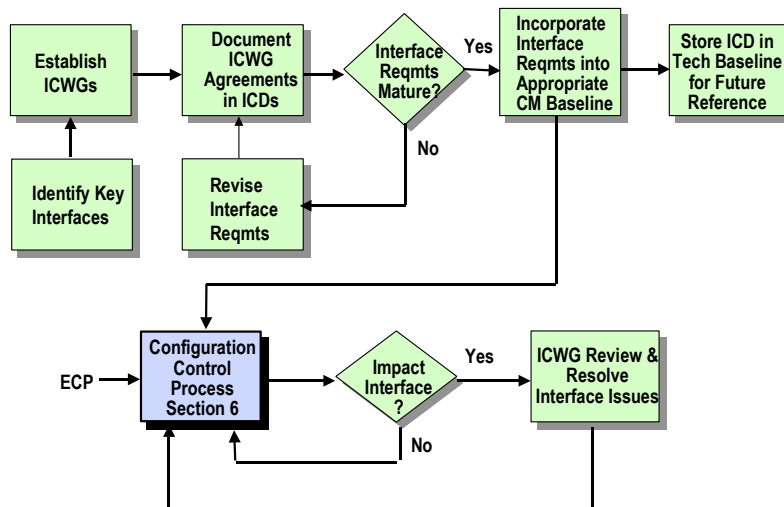 Establish
ICWGs
Document
ICWG
Agreements
in ICDs
Interface
Reqmts
Mature?
Yes
Incorporate
Interface
Reqmts into
Appropriate
CM Baseline
Store ICD in
Tech Baseline
for Future
Reference
No
Identify Key
Interfaces
Revise
Interface
Reqmts
ECP
Configuration
Control
Process
Section 6
Impact
Interface
?
Yes
No
ICWG Review &
Resolve
Interface Issues